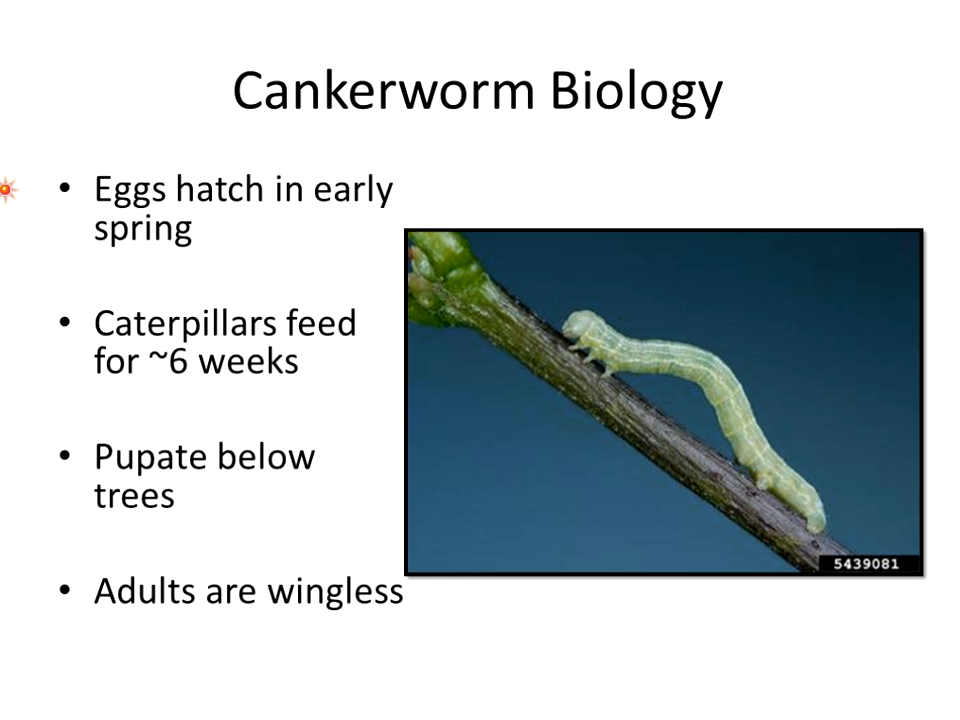 Cankerworm Biology
• Eggs hatch in early
spring
• Caterpillars feed
for ~6 weeks
• Pupate below
trees
• Adults are wingless
5439081